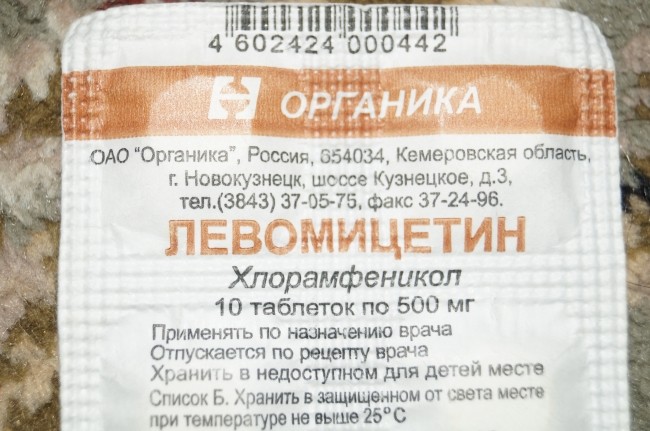 4 602424 000442
ОРГАНИКА
ОАО "Органика", Россия, 654034, Кемеровская область,
г. Новокузнецк, шоссе Кузнецкое, д.3,
тел.(3843) 37-05-75, факс 37-24-96.
ЛЕВОМИЦЕТИН
Хлорамфеникол
10 таблеток по 500 мг
Применять по назначению врача
Отпускается по рецепту врача
Хранить в недоступном для детей месте
Список Б. Хранить в защищенном от света месте
при температуре не выше 25°С